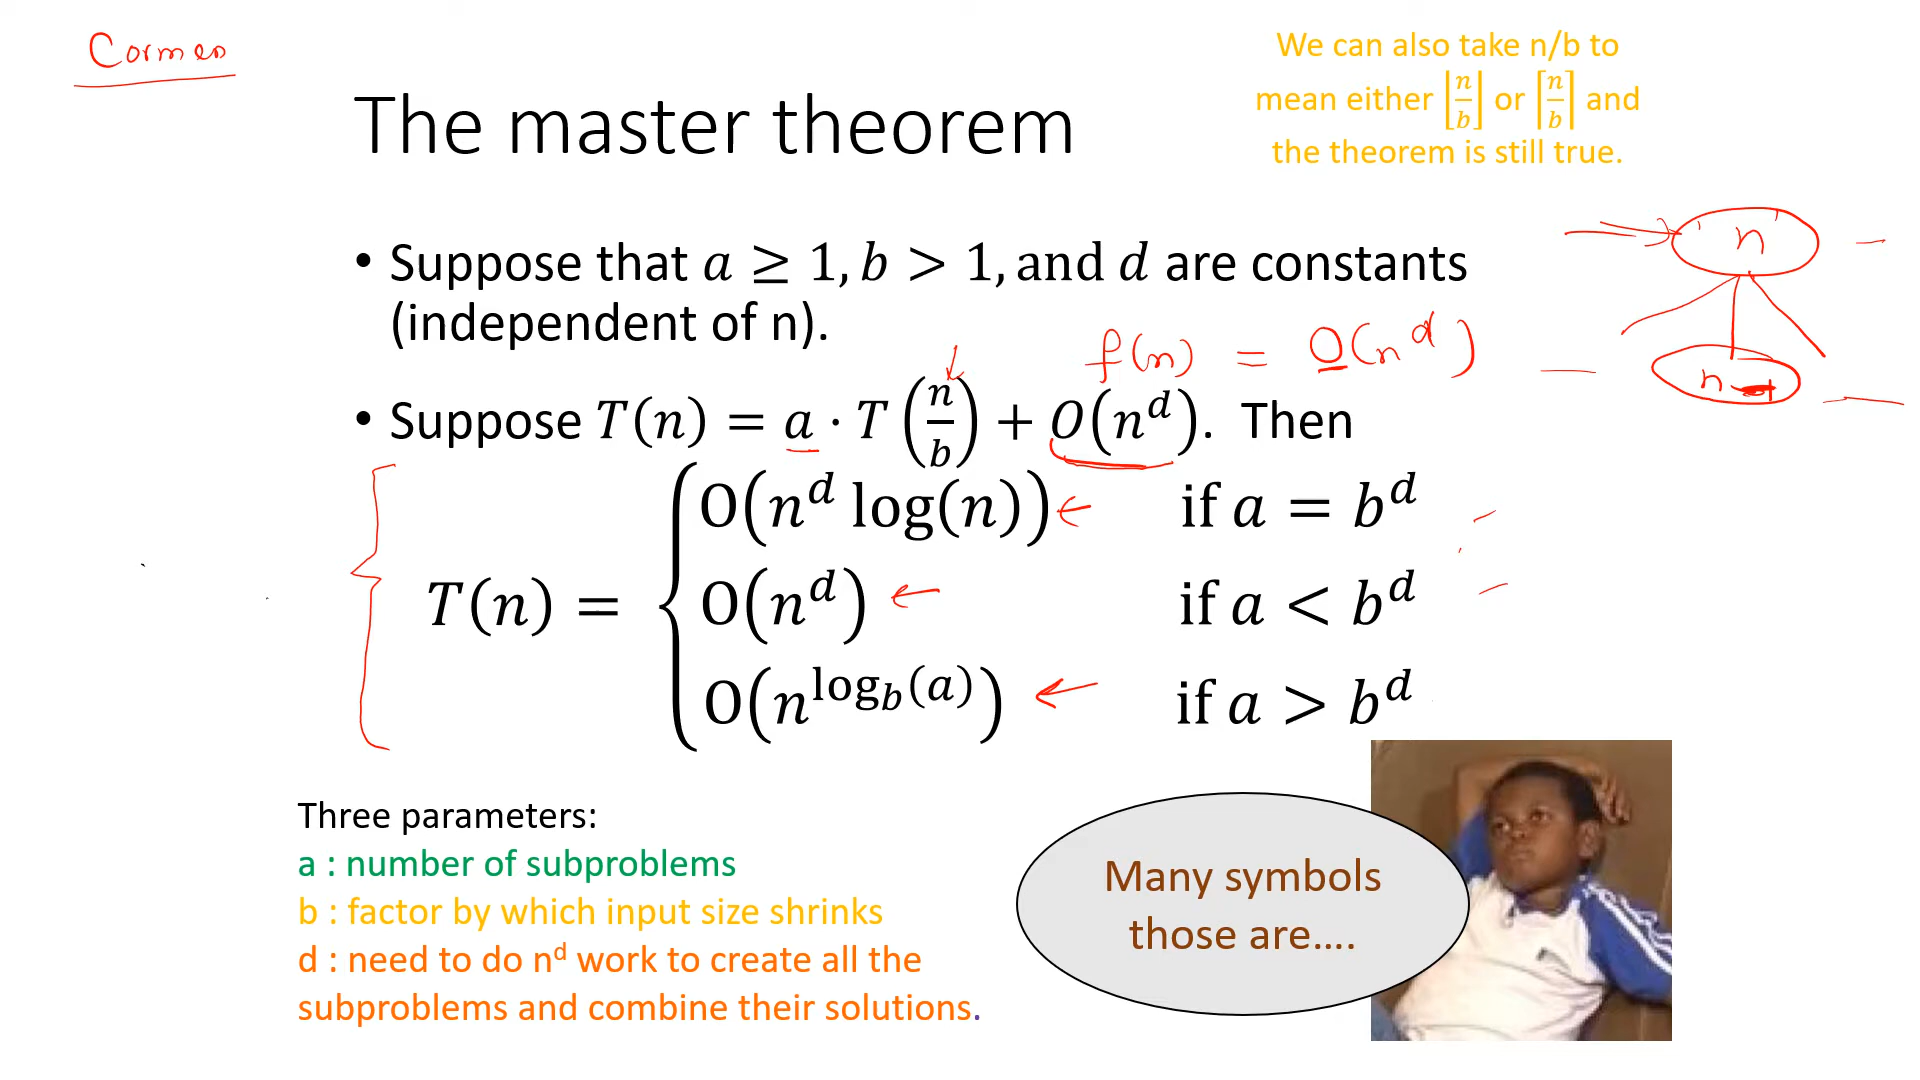 Cormen
We can also take n/b to
mean either ⌊n/b⌋ or ⌈n/b⌉ and
the theorem is still true.
The master theorem
n
• Suppose that a ≥ 1, b > 1, and d are constants
(independent of n).
f(n) = O(n^d)
n
• Suppose T(n) = a · T(n/b) + O(n^d). Then
T(n) = { O(n^d log(n)) if a = b^d
O(n^d) if a < b^d
O(n^{log_b(a)}) if a > b^d
Three parameters:
a : number of subproblems
b : factor by which input size shrinks
d : need to do n^d work to create all the
subproblems and combine their solutions.
Many symbols
those are….